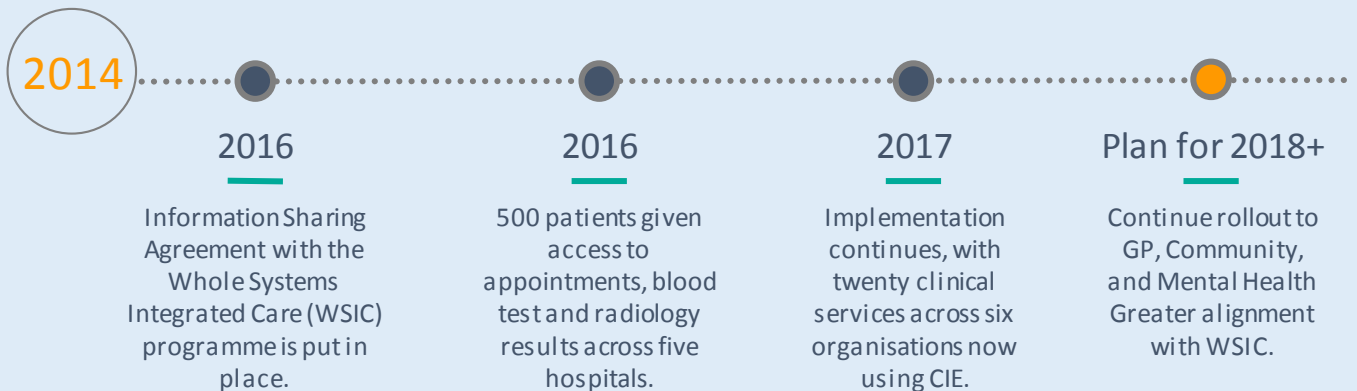 2014
2016
Information Sharing
Agreement with the
Whole Systems
Integrated Care (WSIC)
programme is put in
place.
2016
500 patients given
access to
appointments, blood
test and radiology
results across five
hospitals.
2017
Implementation
continues, with
twenty clinical
services across six
organisations now
using CIE.
Plan for 2018+
Continue rollout to
GP, Community,
and Mental Health
Greater alignment
with WSIC.